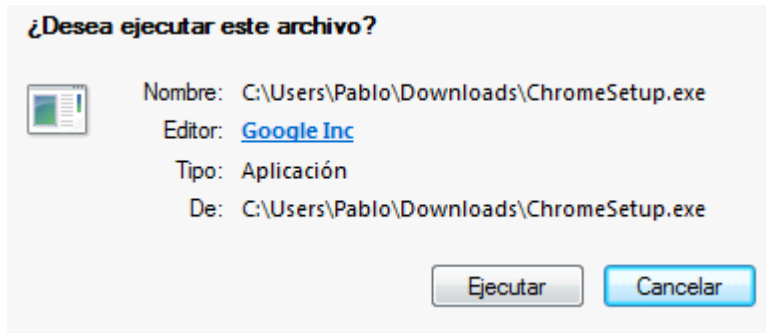 ¿Desea ejecutar este archivo?
Nombre: C:\Users\Pablo\Downloads\ChromeSetup.exe
Editor: Google Inc
Tipo: Aplicación
De: C:\Users\Pablo\Downloads\ChromeSetup.exe
Ejecutar Cancelar